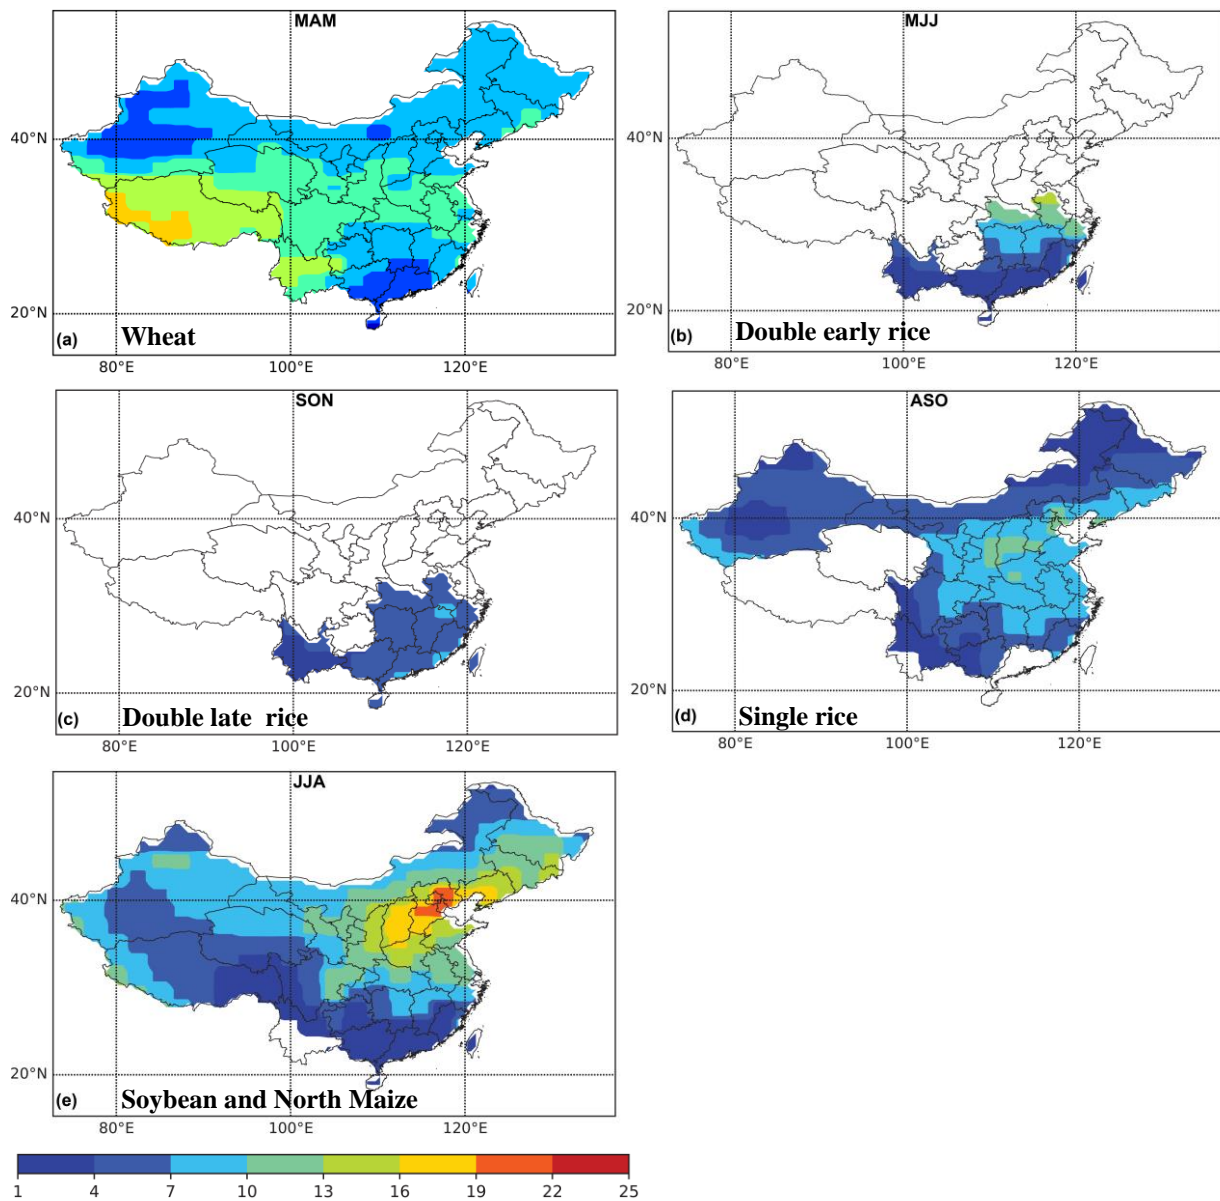 MAM
40°N
20°N
(a) Wheat
80°E 100°E 120°E
MJJ
40°N
20°N
(b) Double early rice
80°E 100°E 120°E
SON
40°N
20°N
(c) Double late rice
80°E 100°E 120°E
ASO
40°N
20°N
(d) Single rice
80°E 100°E 120°E
JJA
40°N
20°N
(e) Soybean and North Maize
80°E 100°E 120°E
1 4 7 10 13 16 19 22 25